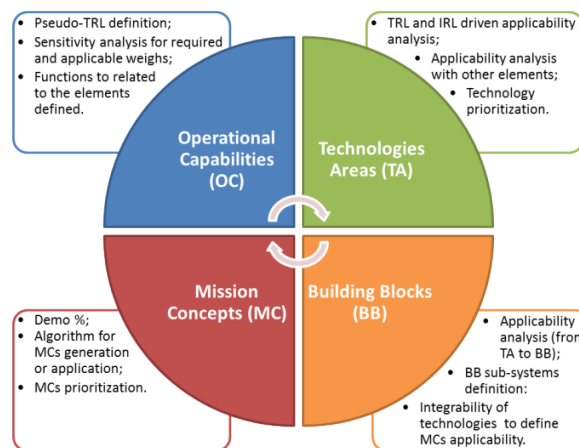 • Pseudo-TRL definition;
• Sensitivity analysis for required
and applicable weighs;
• Functions to related
to the elements
defined.
• TRL and IRL driven applicability
analysis;
• Applicability analysis
with other elements;
• Technology
prioritization.
Operational
Capabilities
(OC)
Technologies
Areas (TA)
Mission
Concepts (MC)
Building Blocks
(BB)
• Demo %;
• Algorithm for
MCs generation
or application;
• MCs prioritization.
• Applicability
analysis (from
TA to BB);
• BB sub-systems
definition:
• Integrability of
technologies to define
MCs applicability.